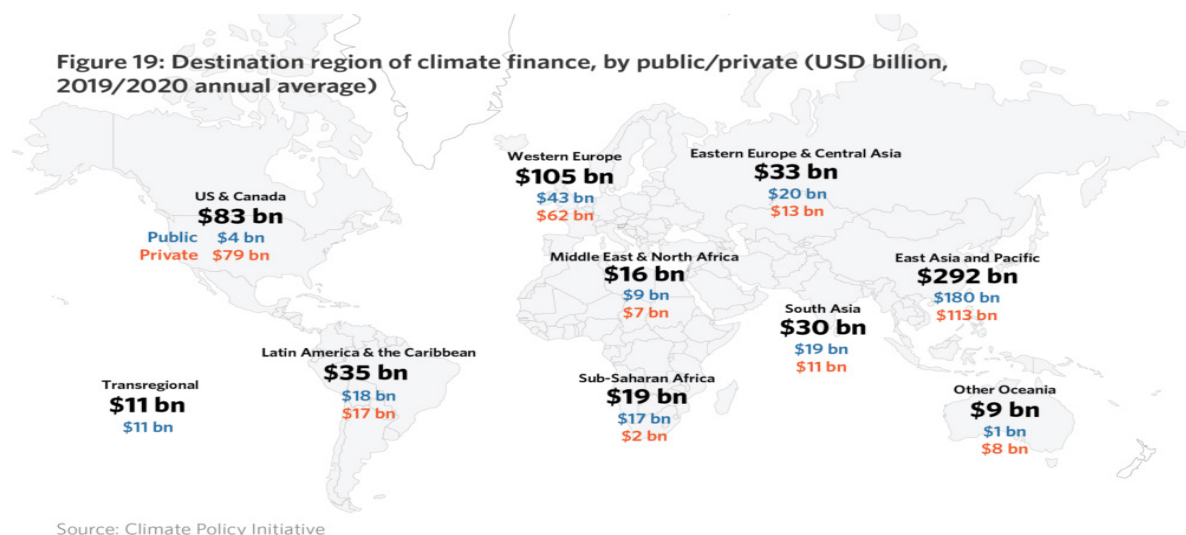 Figure 19: Destination region of climate finance, by public/private (USD billion,
2019/2020 annual average)
US & Canada
$83 bn
Public $4 bn
Private $79 bn
Western Europe
$105 bn
$43 bn
$62 bn
Eastern Europe & Central Asia
$33 bn
$20 bn
$13 bn
Middle East & North Africa
$16 bn
$9 bn
$7 bn
East Asia and Pacific
$292 bn
$180 bn
$113 bn
South Asia
$30 bn
$19 bn
$11 bn
Latin America & the Caribbean
$35 bn
$18 bn
$17 bn
Transregional
$11 bn
$11 bn
Sub-Saharan Africa
$19 bn
$17 bn
$2 bn
Other Oceania
$9 bn
$1 bn
$8 bn
Source: Climate Policy Initiative